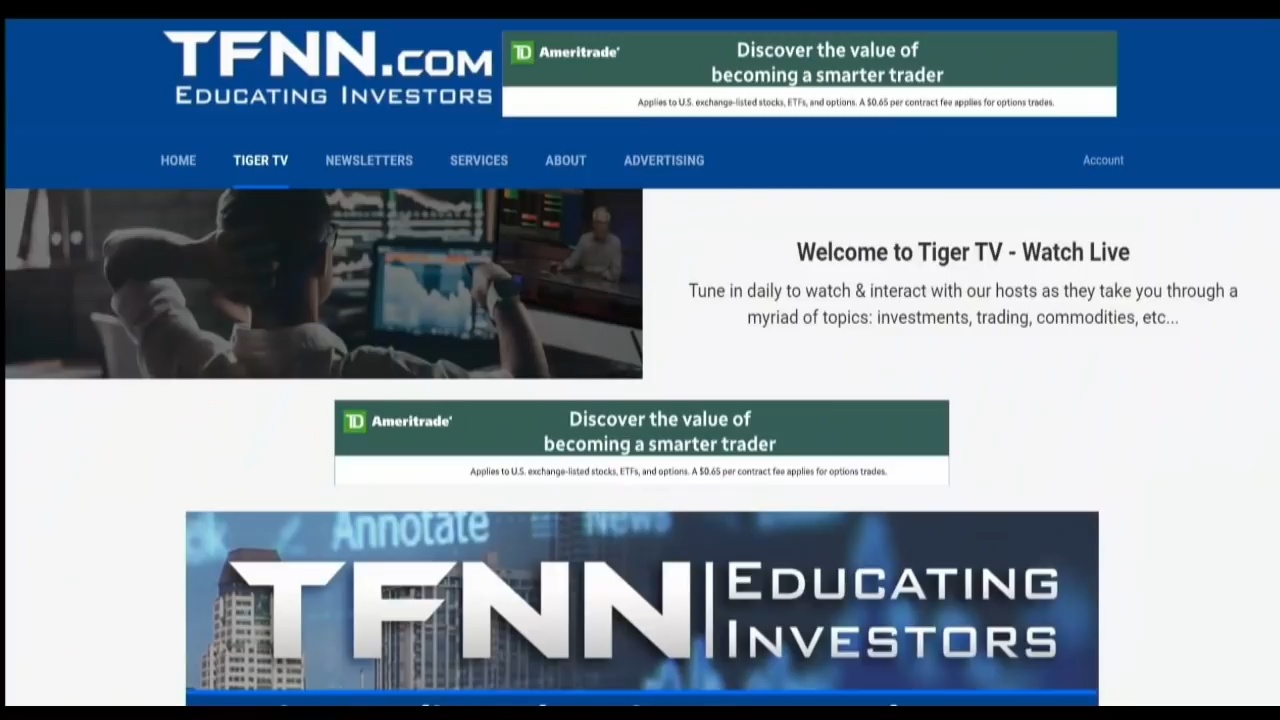 TFNN.COM
EDUCATING INVESTORS
TD Ameritrade
Discover the value of
becoming a smarter trader
Applies to U.S. exchange-listed stocks, ETFs, and options. A $0.65 per contract fee applies for options trades.
HOME TIGER TV NEWSLETTERS SERVICES ABOUT ADVERTISING Account
Welcome to Tiger TV - Watch Live
Tune in daily to watch & interact with our hosts as they take you through a
myriad of topics: investments, trading, commodities, etc...
TD Ameritrade
Discover the value of
becoming a smarter trader
Applies to U.S. exchange-listed stocks, ETFs, and options. A $0.65 per contract fee applies for options trades.
Annotate News
TFNN EDUCATING
INVESTORS